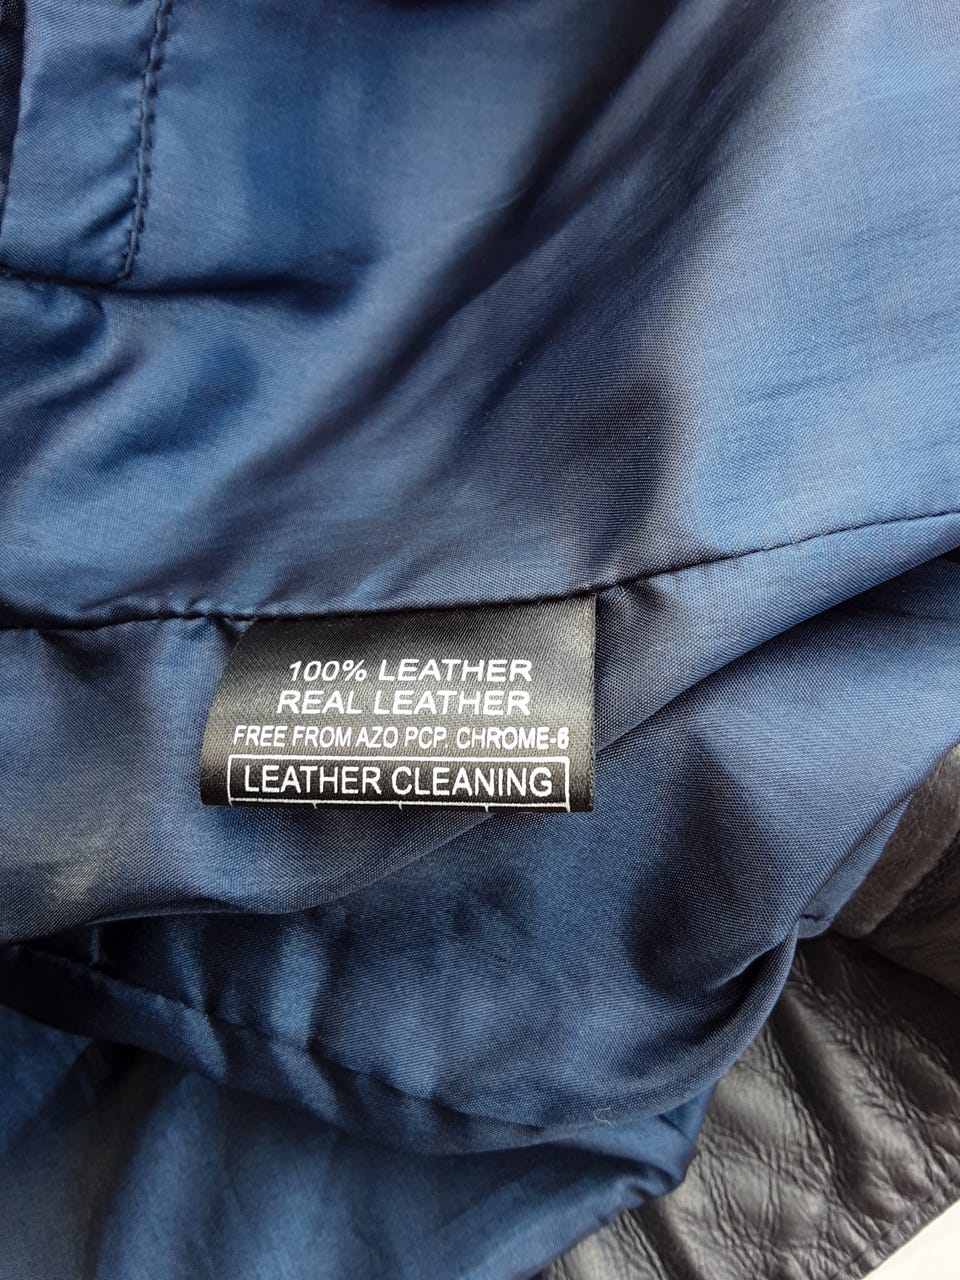 100% LEATHER
REAL LEATHER
FREE FROM AZO PCP. CHROME-6
LEATHER CLEANING